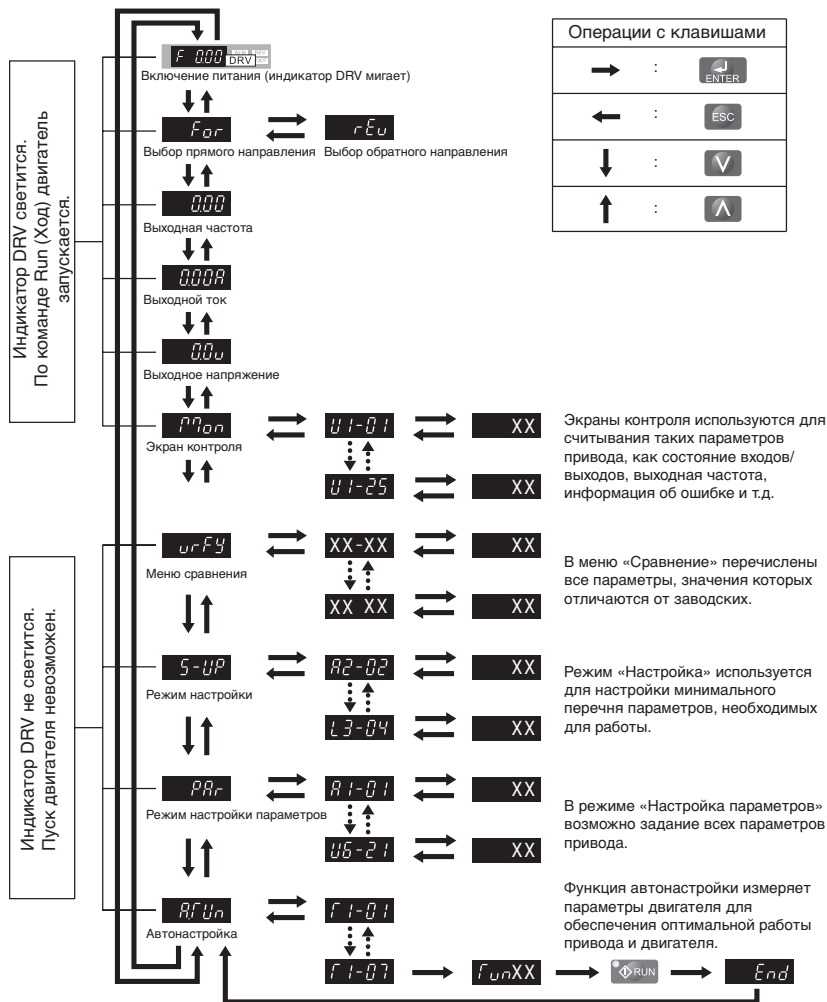 Операции с клавишами
: ENTER
: ESC
: V
: Λ
Индикатор DRV светится.
По команде Run (Ход) двигатель
запускается.
F 0.00 DRV
Включение питания (индикатор DRV мигает)
For
rEv
Выбор прямого направления Выбор обратного направления
0.00
Выходная частота
0.00A
Выходной ток
0.0v
Выходное напряжение
Mon
U1-01
XX
Экран контроля
U1-25
XX
Экраны контроля используются для
считывания таких параметров
привода, как состояние входов/
выходов, выходная частота,
информация об ошибке и т.д.
Индикатор DRV не светится.
Пуск двигателя невозможен.
vrFY
XX-XX
XX
Меню сравнения
XX XX
XX
В меню «Сравнение» перечислены
все параметры, значения которых
отличаются от заводских.
S-UP
A2-02
XX
Режим настройки
L3-04
XX
Режим «Настройка» используется
для настройки минимального
перечня параметров, необходимых
для работы.
PAr
A1-01
XX
Режим настройки параметров
U6-21
XX
В режиме «Настройка параметров»
возможно задание всех параметров
привода.
A.TUn
T1-01
Автонастройка
Функция автонастройки измеряет
параметры двигателя для
обеспечения оптимальной работы
привода и двигателя.
T1-07
TunXX
RUN
End